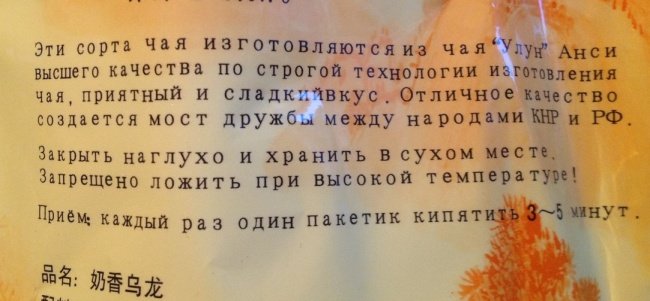 Эти сорта чая изготовляются из чая "Улун" Анси
высшего качества по строгой технологии изготовления
чая, приятный и сладкийвкус. Отличное качество
создается мост дружбы между народами КНР и РФ.
Закрыть наглухо и хранить в сухом месте.
Запрещено ложить при высокой температуре!
Приём: каждый раз один пакетик кипятить 3~5 минут.
品名: 奶香乌龙